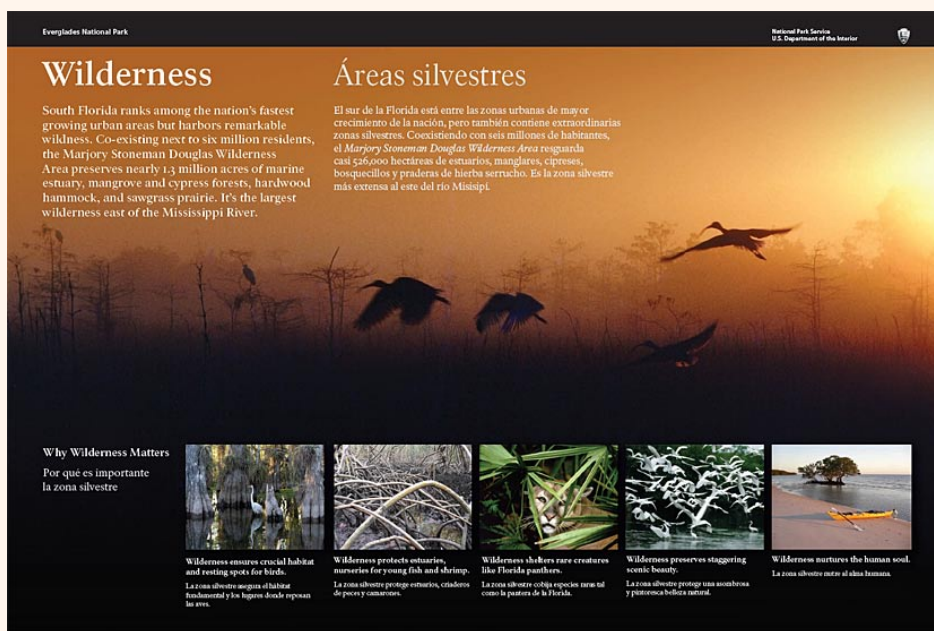 Everglades National Park
National Park Service
U.S. Department of the Interior
Wilderness
South Florida ranks among the nation's fastest
growing urban areas but harbors remarkable
wildness. Co-existing next to six million residents,
the Marjory Stoneman Douglas Wilderness
Area preserves nearly 1.3 million acres of marine
estuary, mangrove and cypress forests, hardwood
hammock, and sawgrass prairie. It's the largest
wilderness east of the Mississippi River.
Áreas silvestres
El sur de la Florida está entre las zonas urbanas de mayor
crecimiento de la nación, pero también contiene extraordinarias
zonas silvestres. Coexistiendo con seis millones de habitantes,
el Marjory Stoneman Douglas Wilderness Area resguarda
casi 526,000 hectáreas de estuarios, manglares, cipreses,
bosquecillos y praderas de hierba serrucho. Es la zona silvestre
más extensa al este del río Misisipi.
Why Wilderness Matters
Por qué es importante
la zona silvestre
Wilderness ensures crucial habitat
and resting spots for birds.
La zona silvestre asegura el hábitat
fundamental y los lugares donde reposan
las aves.
Wilderness protects estuaries,
nurseries for young fish and shrimp.
La zona silvestre protege estuarios, criaderos
de peces y camarones.
Wilderness shelters rare creatures
like Florida panthers.
La zona silvestre cobija especies raras tal
como la pantera de la Florida.
Wilderness preserves staggering
scenic beauty.
La zona silvestre protege una asombrosa
y pintoresca belleza natural.
Wilderness nurtures the human soul.
La zona silvestre nutre al alma humana.